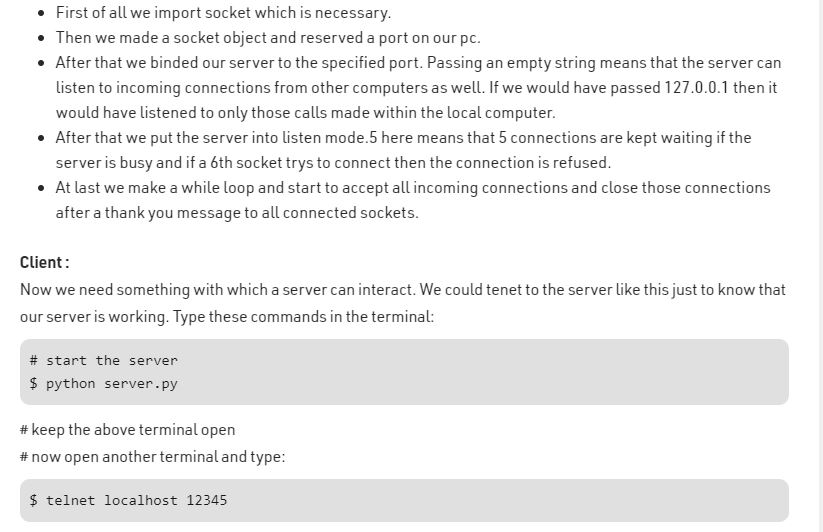 • First of all we import socket which is necessary.
• Then we made a socket object and reserved a port on our pc.
• After that we binded our server to the specified port. Passing an empty string means that the server can
listen to incoming connections from other computers as well. If we would have passed 127.0.0.1 then it
would have listened to only those calls made within the local computer.
• After that we put the server into listen mode.5 here means that 5 connections are kept waiting if the
server is busy and if a 6th socket trys to connect then the connection is refused.
• At last we make a while loop and start to accept all incoming connections and close those connections
after a thank you message to all connected sockets.
Client :
Now we need something with which a server can interact. We could tenet to the server like this just to know that
our server is working. Type these commands in the terminal:
# start the server
$ python server.py
# keep the above terminal open
# now open another terminal and type:
$ telnet localhost 12345